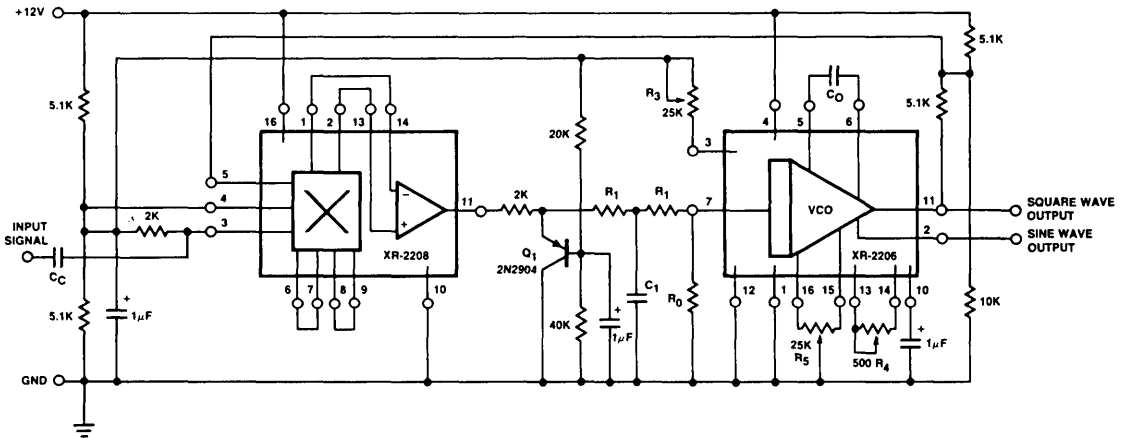 +12V
5.1K
5.1K
16
1
2
13
14
R3
25K
20K
CO
4
5
6
5.1K
3
5
4
2K
3
INPUT
SIGNAL
CC
−
+
XR-2208
11
2K
R1
R1
7
VCO
11
SQUARE WAVE
OUTPUT
2
SINE WAVE
OUTPUT
XR-2206
Q1
2N2904
6
7
8
9
10
C1
R0
12
1
16
15
13
14
10
5.1K
+
1µF
40K
+
1µF
25K
R5
500 R4
+
1µF
10K
GND